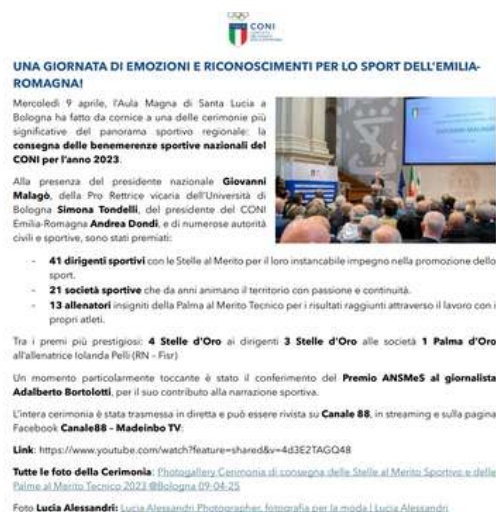 CONI
UNA GIORNATA DI EMOZIONI E RICONOSCIMENTI PER LO SPORT DELL'EMILIA-
ROMAGNA!
Mercoledì 9 aprile, l'Aula Magna di Santa Lucia a
Bologna ha fatto da cornice a una delle cerimonie più
significative del panorama sportivo regionale: la
consegna delle benemerenze sportive nazionali del
CONI per l'anno 2023.
Alla presenza del presidente nazionale Giovanni
Malagò, della Pro Rettrice vicaria dell'Università di
Bologna Simona Tondelli, del presidente del CONI
Emilia-Romagna Andrea Dondi, e di numerose autorità
civili e sportive, sono stati premiati:
- 41 dirigenti sportivi con le Stelle al Merito per il loro instancabile impegno nella promozione dello
sport.
- 21 società sportive che da anni animano il territorio con passione e continuità.
- 13 allenatori insigniti della Palma al Merito Tecnico per i risultati raggiunti attraverso il lavoro con i
propri atleti.
Tra i premi più prestigiosi: 4 Stelle d'Oro ai dirigenti 3 Stelle d'Oro alle società 1 Palma d'Oro
all'allenatrice Iolanda Pelli (RN – Fisr)
Un momento particolarmente toccante è stato il conferimento del Premio ANSMeS al giornalista
Adalberto Bortolotti, per il suo contributo alla narrazione sportiva.
L'intera cerimonia è stata trasmessa in diretta e può essere rivista su Canale 88, in streaming e sulla pagina
Facebook Canale88 – Madeinbo TV:
Link: https://www.youtube.com/watch?feature=shared&v=4d3E2TAGQ48
Tutte le foto della Cerimonia: Photogallery Cerimonia di consegna delle Stelle al Merito Sportivo e delle
Palme al Merito Tecnico 2023 @Bologna 09-04-25
Foto Lucia Alessandri: Lucia Alessandri Photographer, fotografia per la moda | Lucia Alessandri